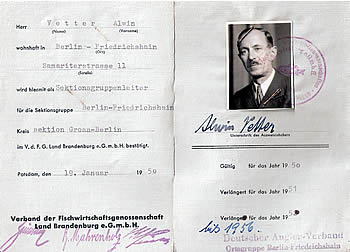 Herr Vetter Alwin
(Name) (Vorname)
wohnhaft in Berlin-Friedrichshain
(Ort)
Samariterstrasse 11
(Straße)
wird hiermit als Sektionsgruppenleiter
für die Sektionsgruppe Berlin-Friedrichshain
Kreis sektion Gross-Berlin
im V.d.F.G. Land Brandenburg e.G.m.b.H. bestätigt.
Potsdam, den 19. Januar 1950
Verband der Fischwirtschaftsgenossenschaft
Land Brandenburg e.G.m.b.H.
Alwin Vetter
Unterschrift des Ausweisinhabers
Gültig für das Jahr 1950
Verlängert für das Jahr 1951
Verlängert für das Jahr 195
bis 1956.
Deutscher Angler-Verband
Ortsgruppe Berlin-Friedrichshain